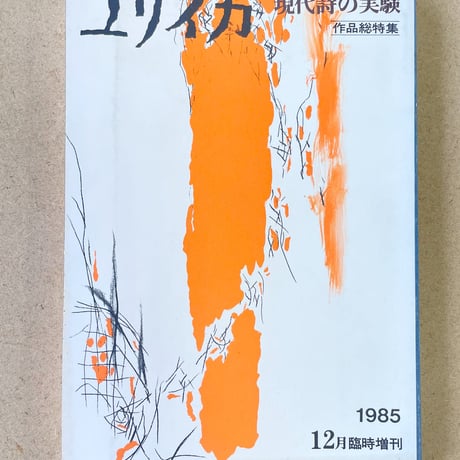 ユリイカ
現代詩の実験
作品総特集
1985
12月臨時増刊